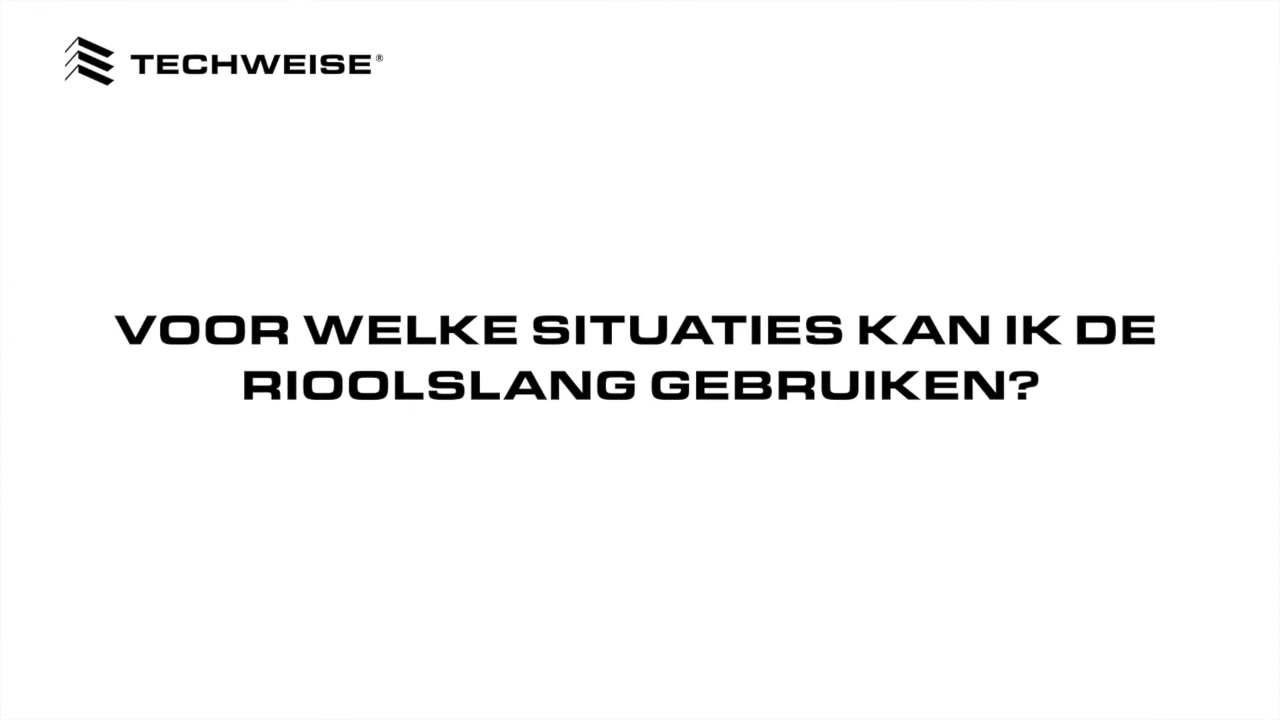 TECHWEISE®
VOOR WELKE SITUATIES KAN IK DE
RIOOLSLANG GEBRUIKEN?